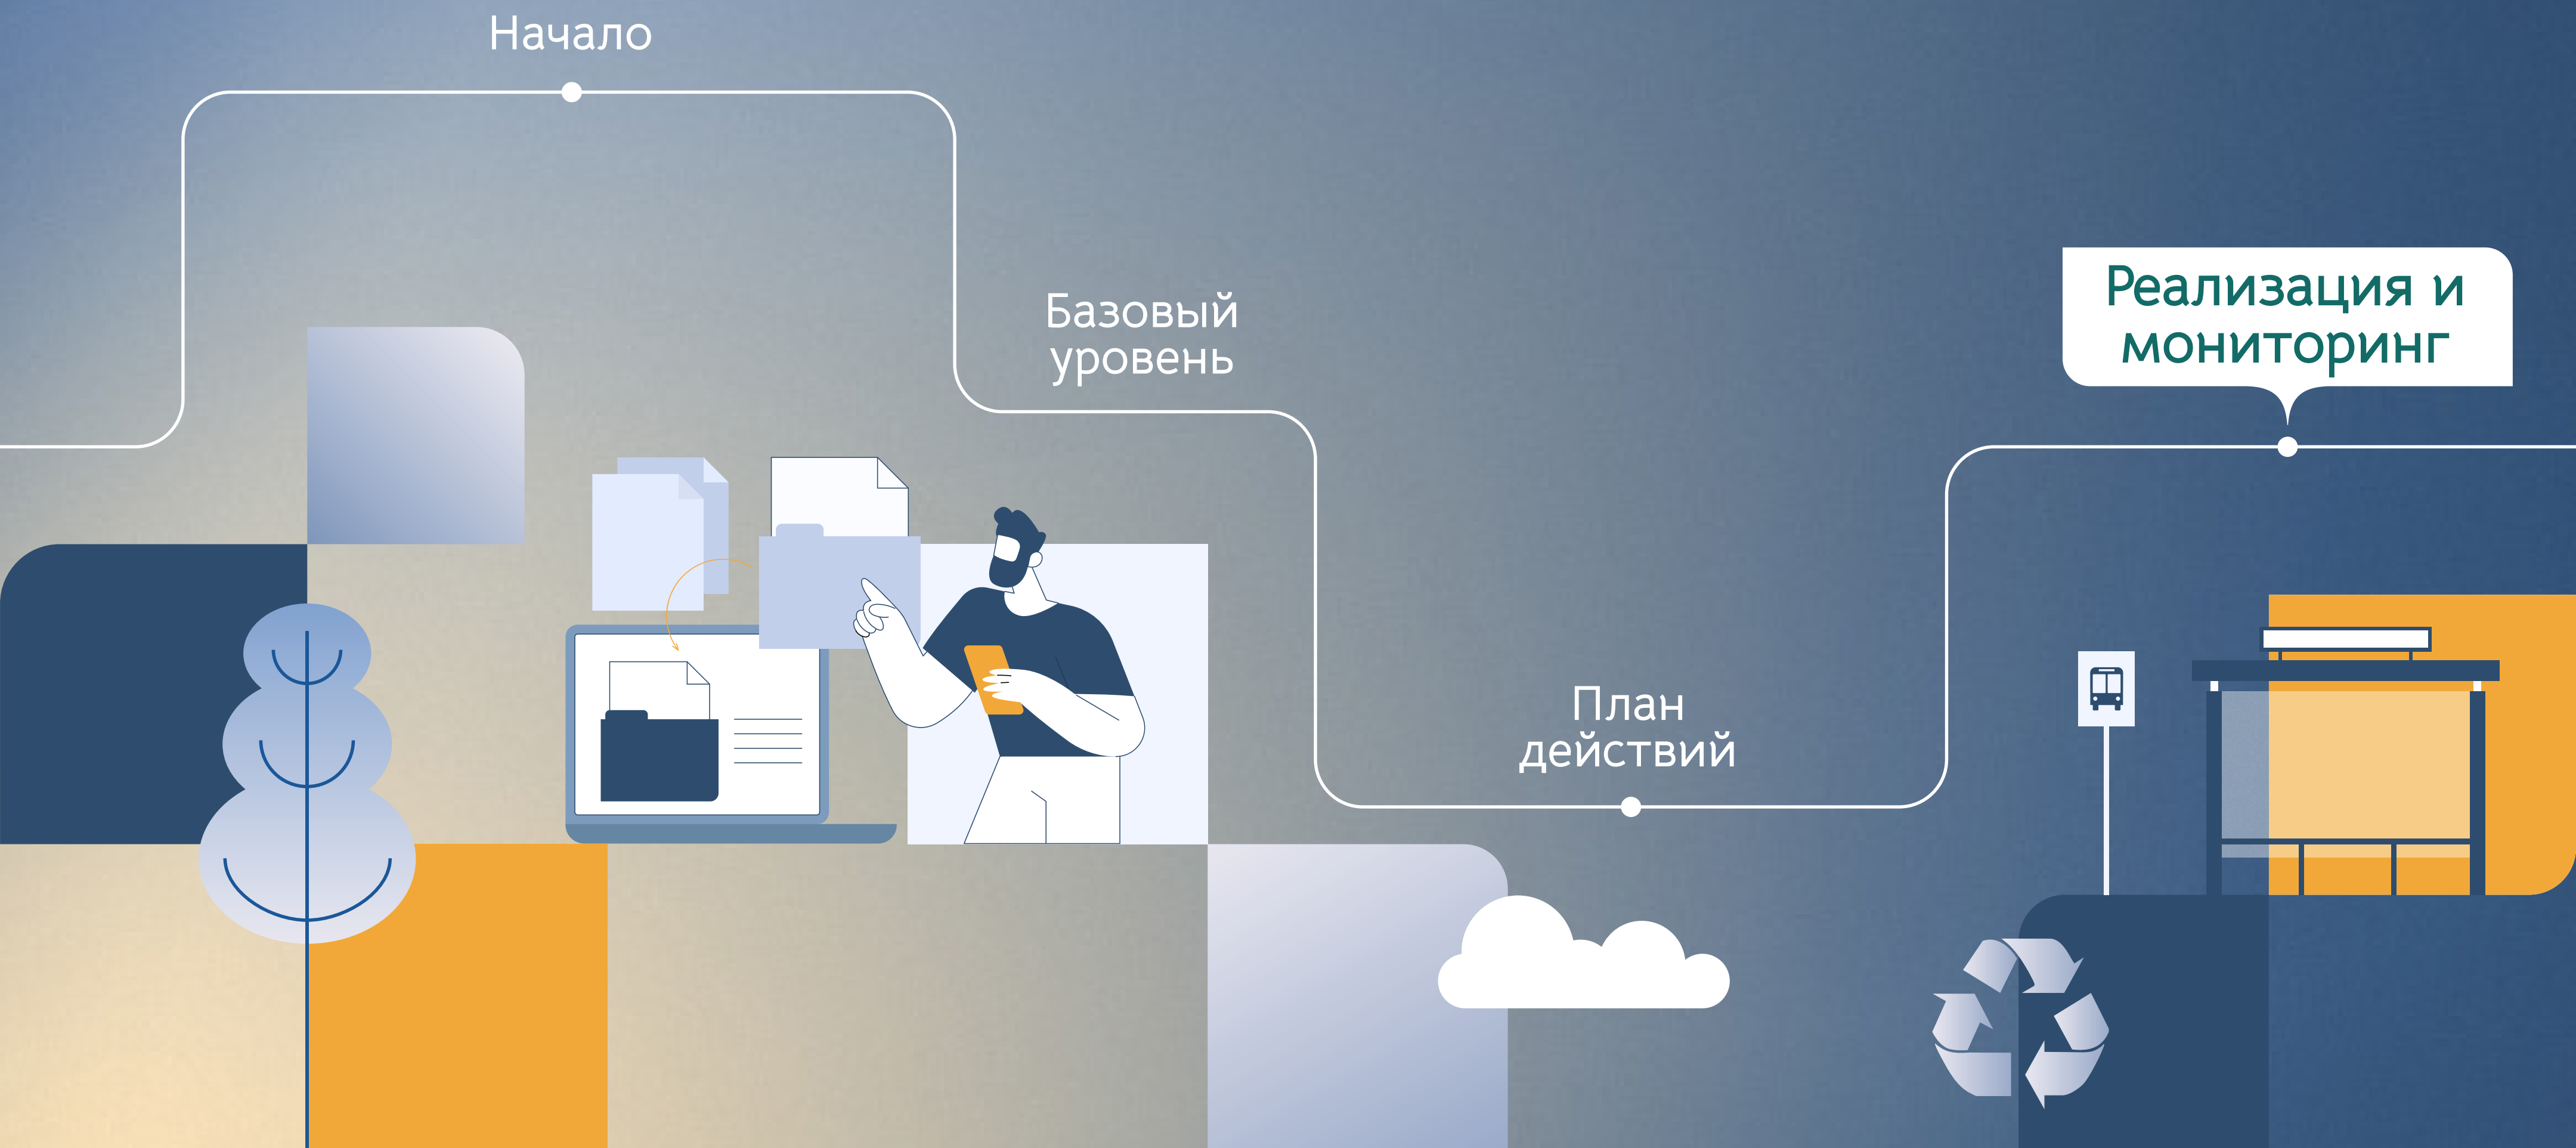 Начало
Базовый
уровень
План
действий
Реализация и
мониторинг